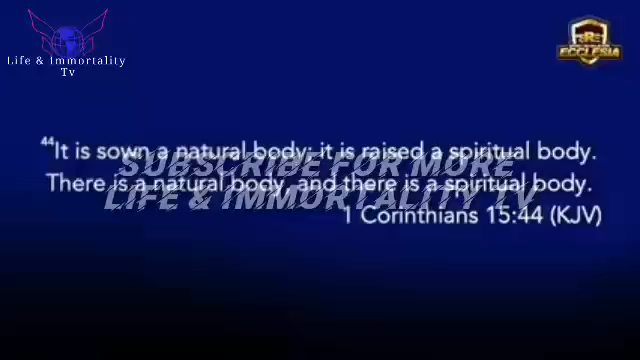 Life & Immortality
Tv
ECCLESIA
44It is sown a natural body; it is raised a spiritual body.
SUBSCRIBE FOR MORE
There is a natural body, and there is a spiritual body.
LIFE & IMMORTALITY TV
1 Corinthians 15:44 (KJV)